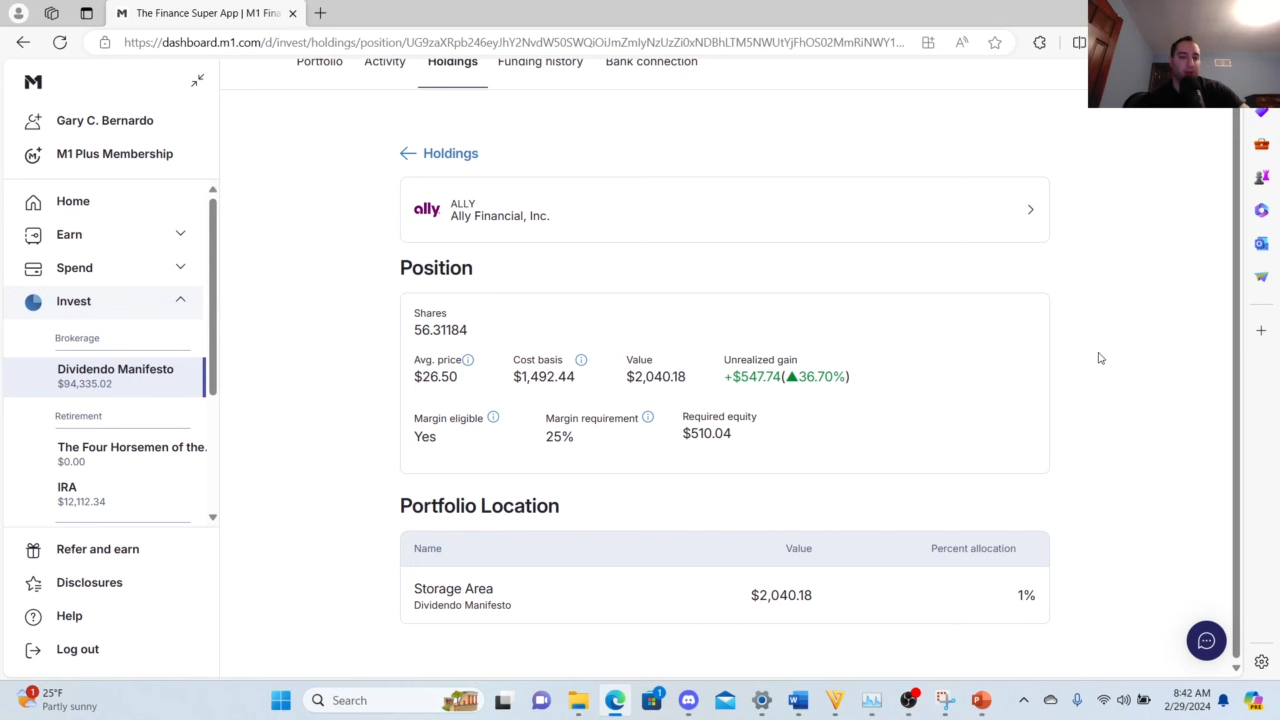 The Finance Super App | M1 Fina
https://dashboard.m1.com/d/invest/holdings/position/UG9zaXRpb246eyJhY2NvdW50SWQiOiJmZmIyNzUzZi0xNDBhLTM5NWUtYjFhOS02MmRiNWY1...
Portfolio Activity Holdings Funding history Bank connection
Gary C. Bernardo
M1 Plus Membership
Home
Earn
Spend
Invest
Brokerage
Dividendo Manifesto
$94,335.02
Retirement
The Four Horsemen of the.
$0.00
IRA
$12,112.34
Refer and earn
Disclosures
Help
Log out
Holdings
ally
ALLY
Ally Financial, Inc.
Position
Shares
56.31184
Avg. price Cost basis Value Unrealized gain
$26.50 $1,492.44 $2,040.18 +$547.74(▲36.70%)
Margin eligible Margin requirement Required equity
Yes 25% $510.04
Portfolio Location
Name Value Percent allocation
Storage Area $2,040.18 1%
Dividendo Manifesto
25°F
Partly sunny
Search
8:42 AM
2/29/2024